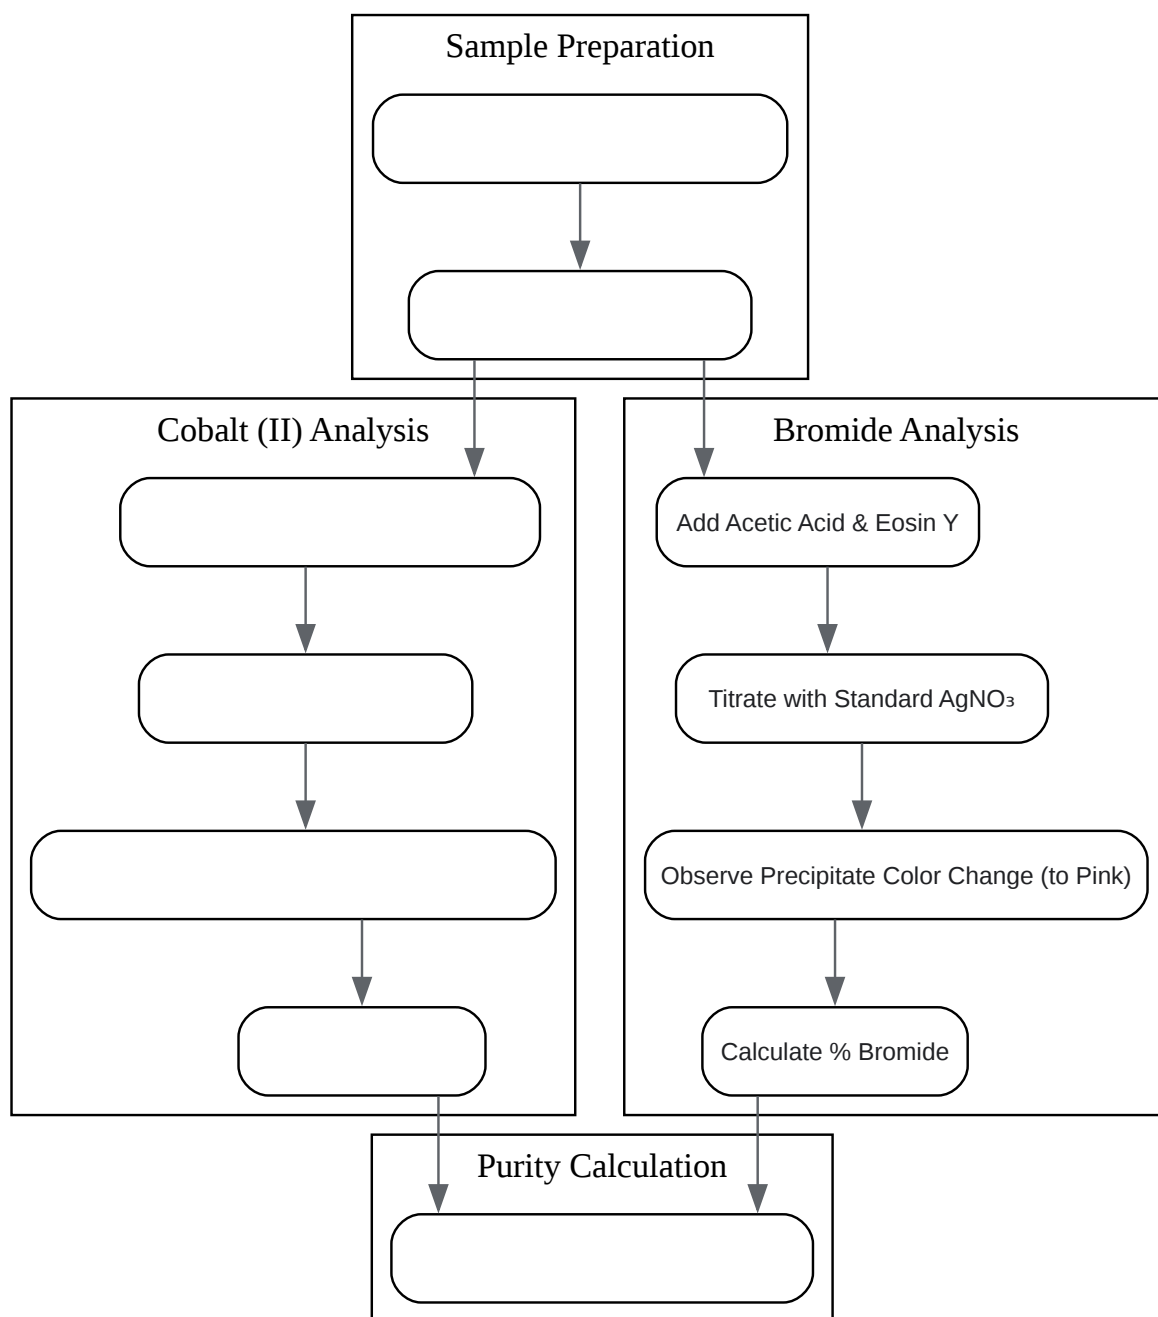 Sample Preparation
Cobalt (II) Analysis
Bromide Analysis
Add Acetic Acid & Eosin Y
Titrate with Standard AgNO₃
Observe Precipitate Color Change (to Pink)
Calculate % Bromide
Purity Calculation